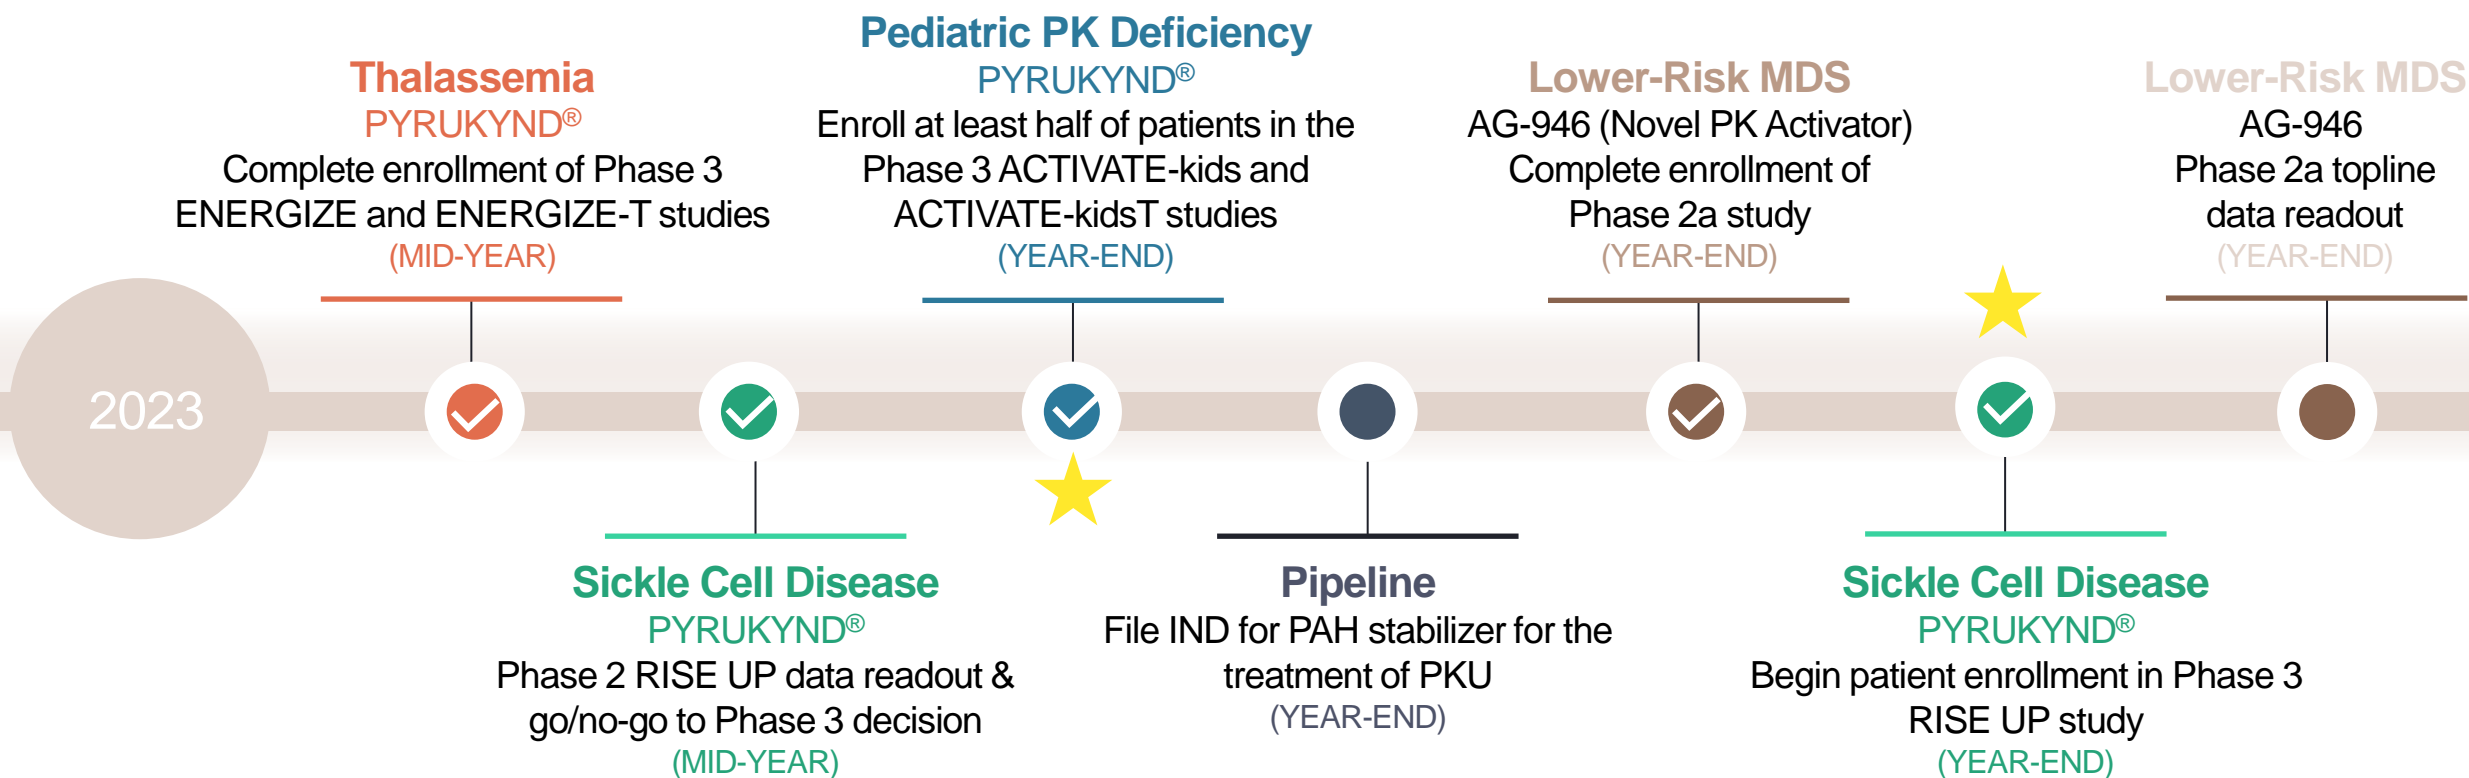 2023
Thalassemia
PYRUKYND®
Complete enrollment of Phase 3
ENERGIZE and ENERGIZE-T studies
(MID-YEAR)
Sickle Cell Disease
PYRUKYND®
Phase 2 RISE UP data readout &
go/no-go to Phase 3 decision
(MID-YEAR)
Pediatric PK Deficiency
PYRUKYND®
Enroll at least half of patients in the
Phase 3 ACTIVATE-kids and
ACTIVATE-kidsT studies
(YEAR-END)
Pipeline
File IND for PAH stabilizer for the
treatment of PKU
(YEAR-END)
Lower-Risk MDS
AG-946 (Novel PK Activator)
Complete enrollment of
Phase 2a study
(YEAR-END)
Sickle Cell Disease
PYRUKYND®
Begin patient enrollment in Phase 3
RISE UP study
(YEAR-END)
Lower-Risk MDS
AG-946
Phase 2a topline
data readout
(YEAR-END)